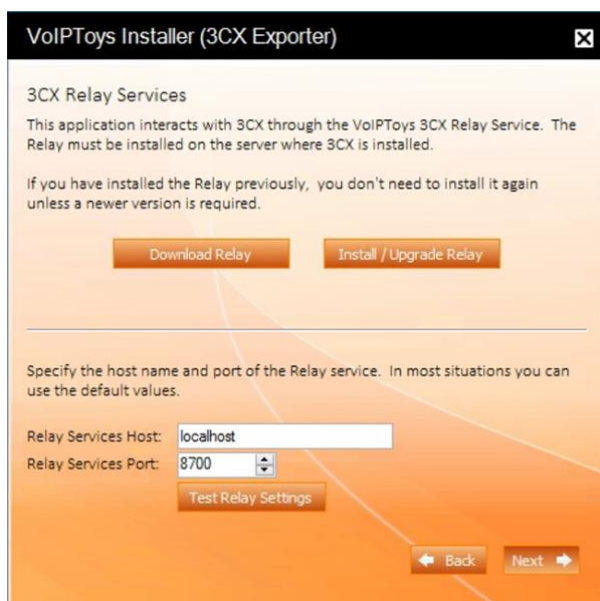 VoIPToys Installer (3CX Exporter)
3CX Relay Services
This application interacts with 3CX through the VoIPToys 3CX Relay Service. The
Relay must be installed on the server where 3CX is installed.
If you have installed the Relay previously, you don't need to install it again
unless a newer version is required.
Download Relay
Install / Upgrade Relay
Specify the host name and port of the Relay service. In most situations you can
use the default values.
Relay Services Host: localhost
Relay Services Port: 8700
Test Relay Settings
Back
Next